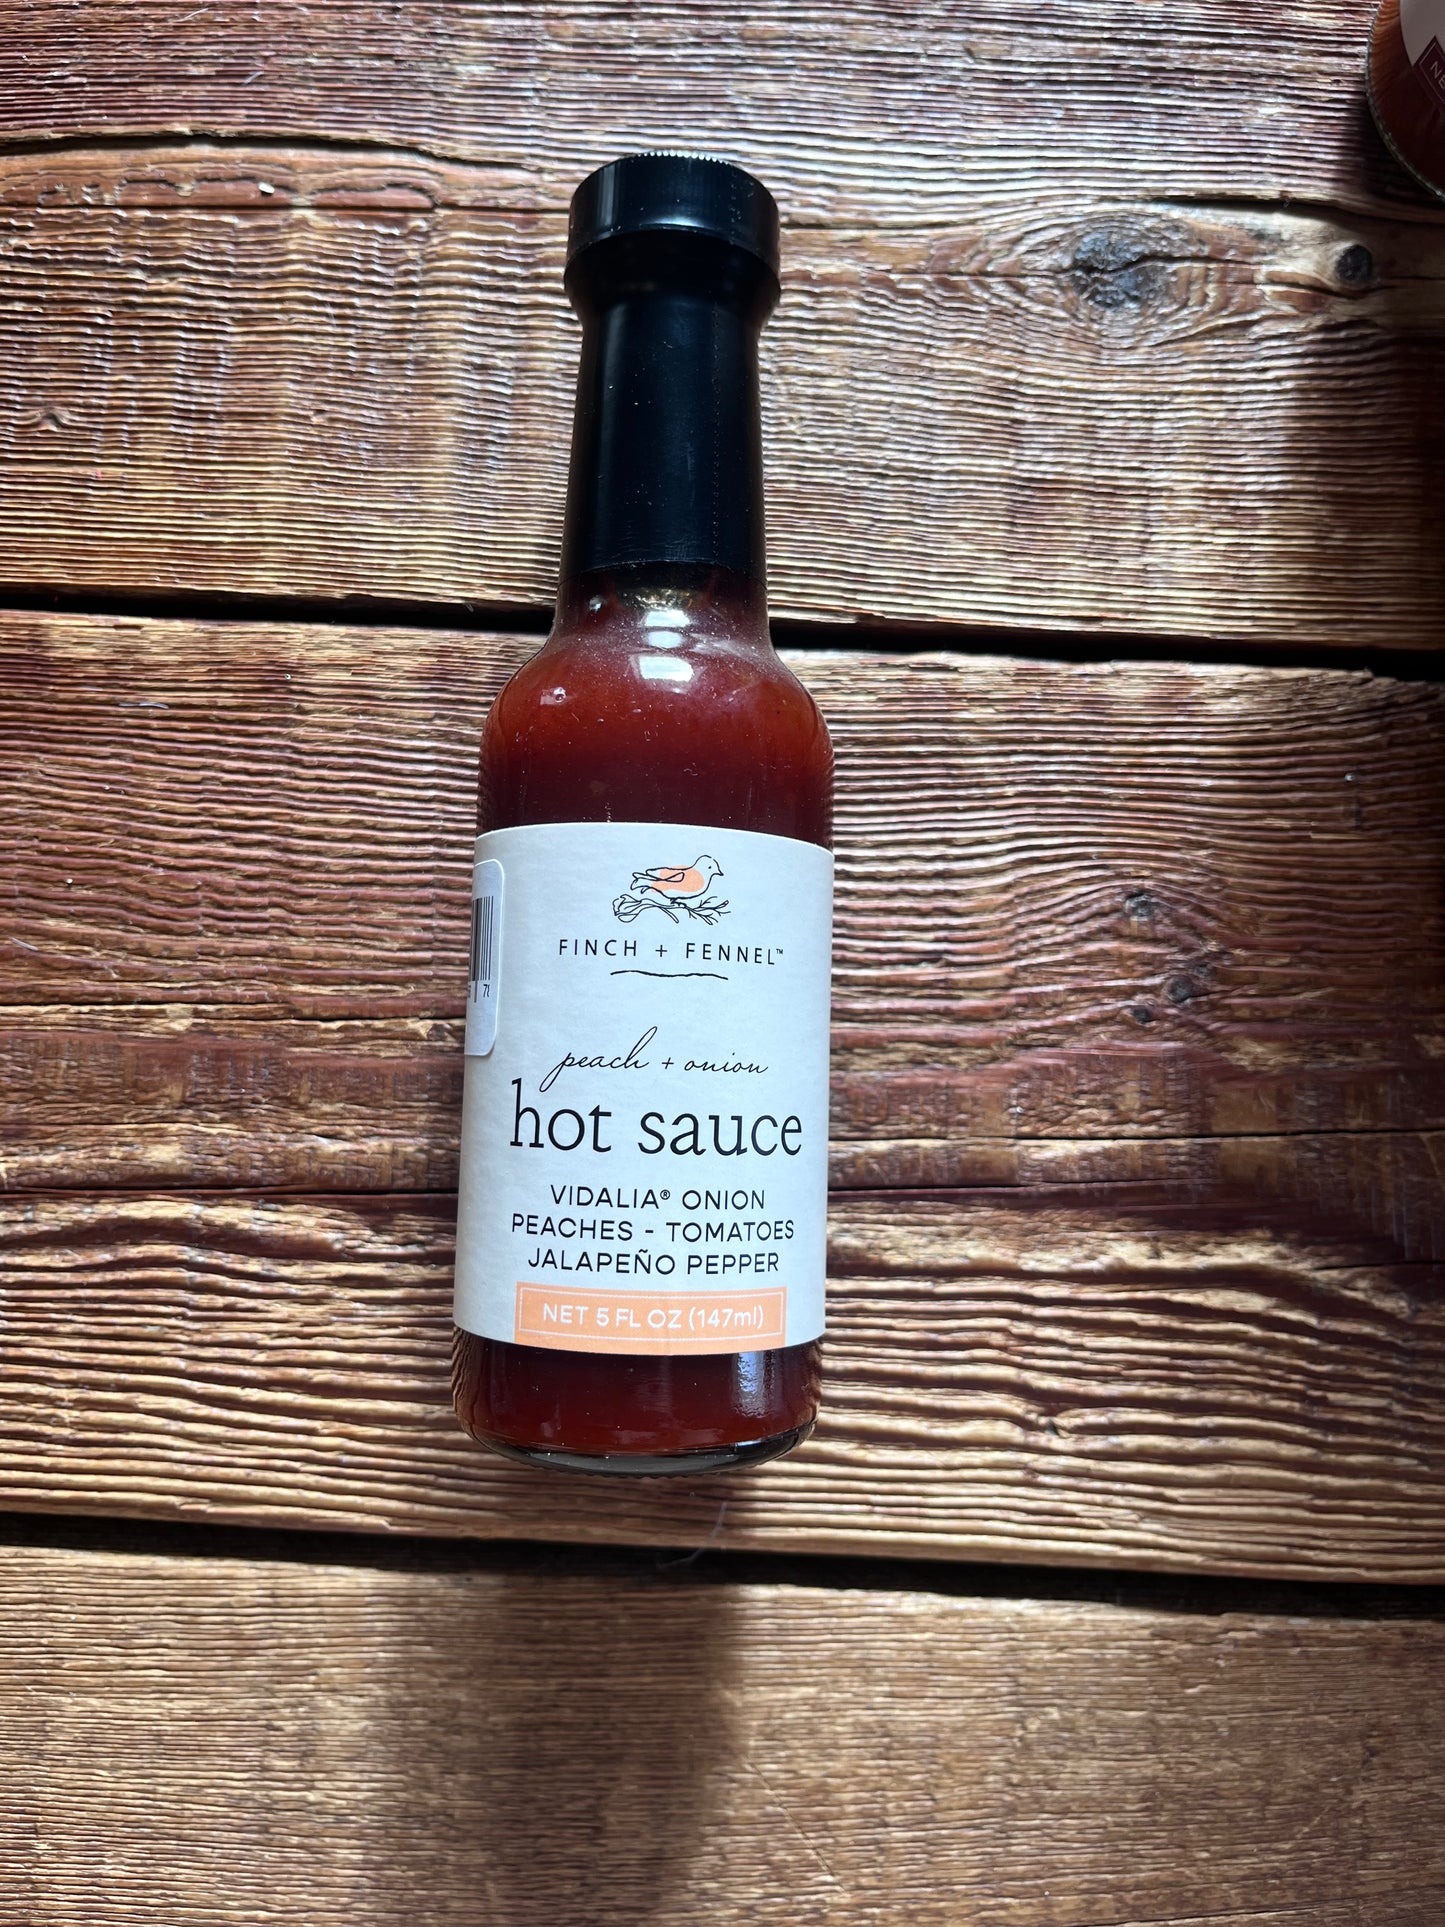 FINCH + FENNEL™
peach + onion
hot sauce
VIDALIA® ONION
PEACHES - TOMATOES
JALAPEÑO PEPPER
NET 5 FL OZ (147ml)